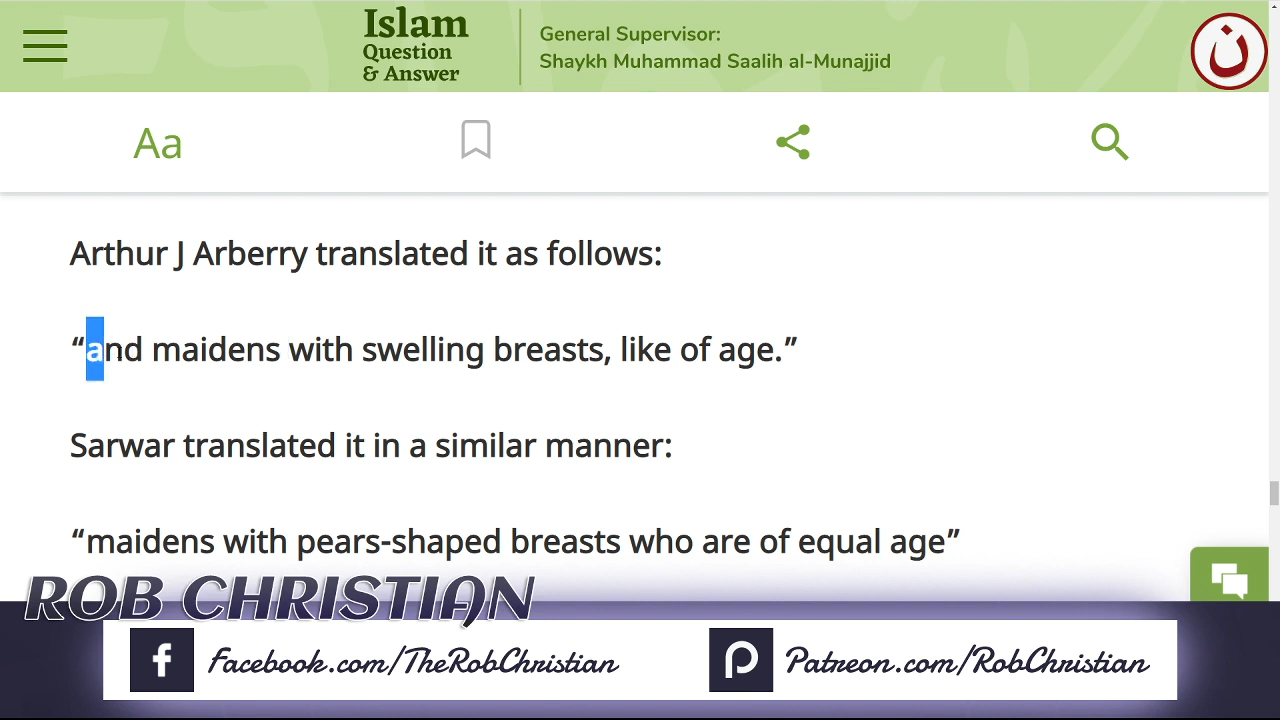 Islam
Question
& Answer
General Supervisor:
Shaykh Muhammad Saalih al-Munajjid
ن
Aa
Arthur J Arberry translated it as follows:
“and maidens with swelling breasts, like of age.”
Sarwar translated it in a similar manner:
“maidens with pears-shaped breasts who are of equal age”
ROB CHRISTIAN
Facebook.com/TheRobChristian
Patreon.com/RobChristian